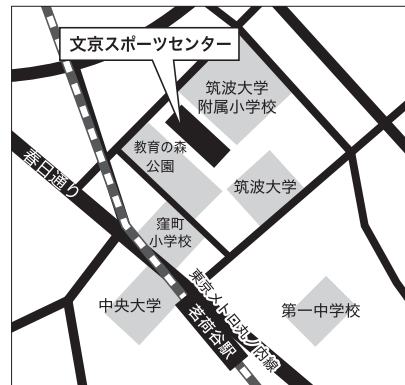 文京スポーツセンター
筑波大学
附属小学校
教育の森
公園
春日通り
筑波大学
窪町
小学校
東京メトロ丸ノ内線
中央大学
茗荷谷駅
第一中学校